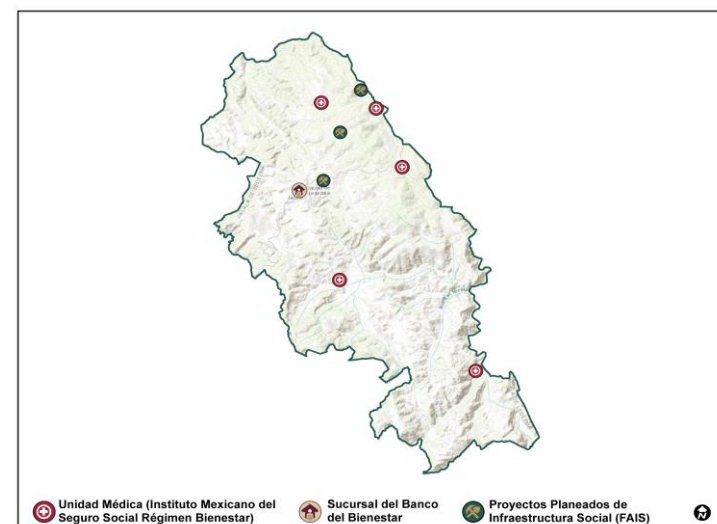 Unidad Médica (Instituto Mexicano del
Seguro Social Régimen Bienestar)
Sucursal del Banco
del Bienestar
Proyectos Planeados de
Infraestructura Social (FAIS)